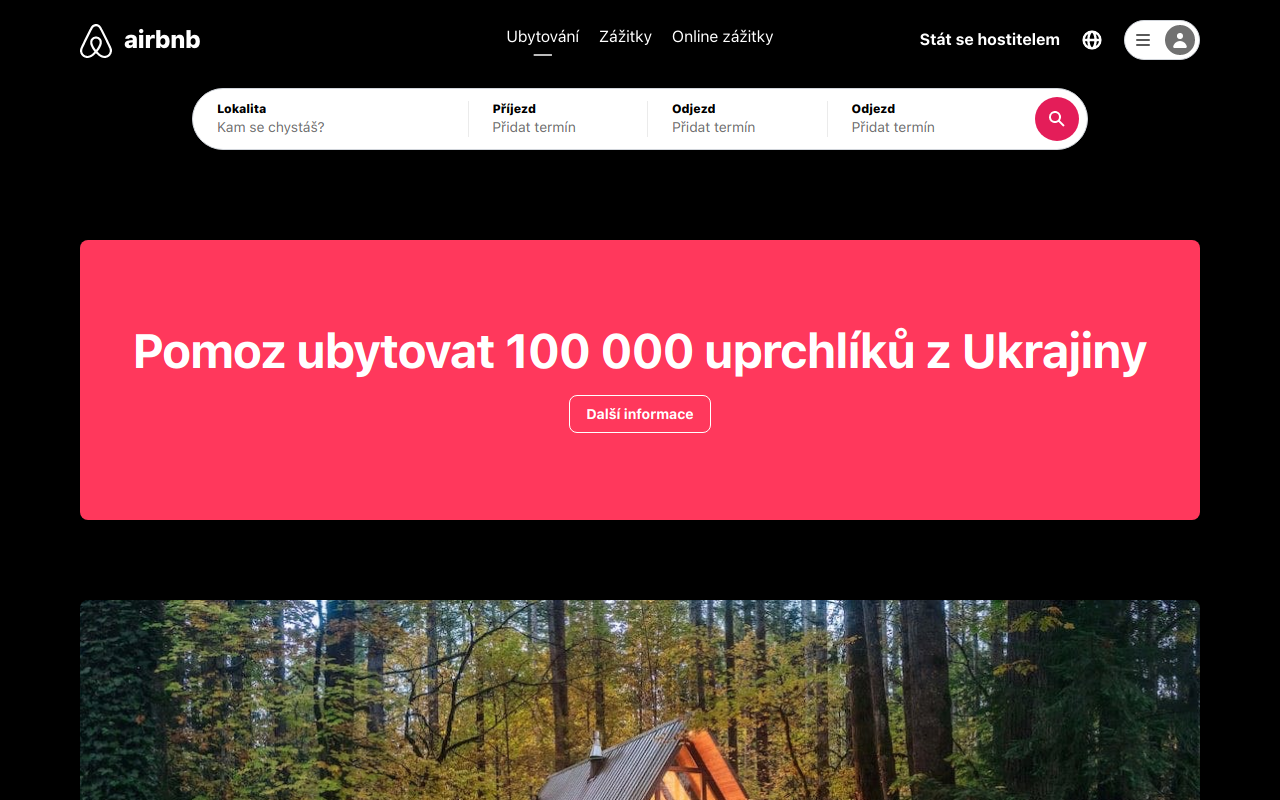 airbnb
Ubytování Zážitky Online zážitky
Stát se hostitelem
Lokalita
Kam se chystáš?
Příjezd
Přidat termín
Odjezd
Přidat termín
Odjezd
Přidat termín
Pomoz ubytovat 100 000 uprchlíků z Ukrajiny
Další informace